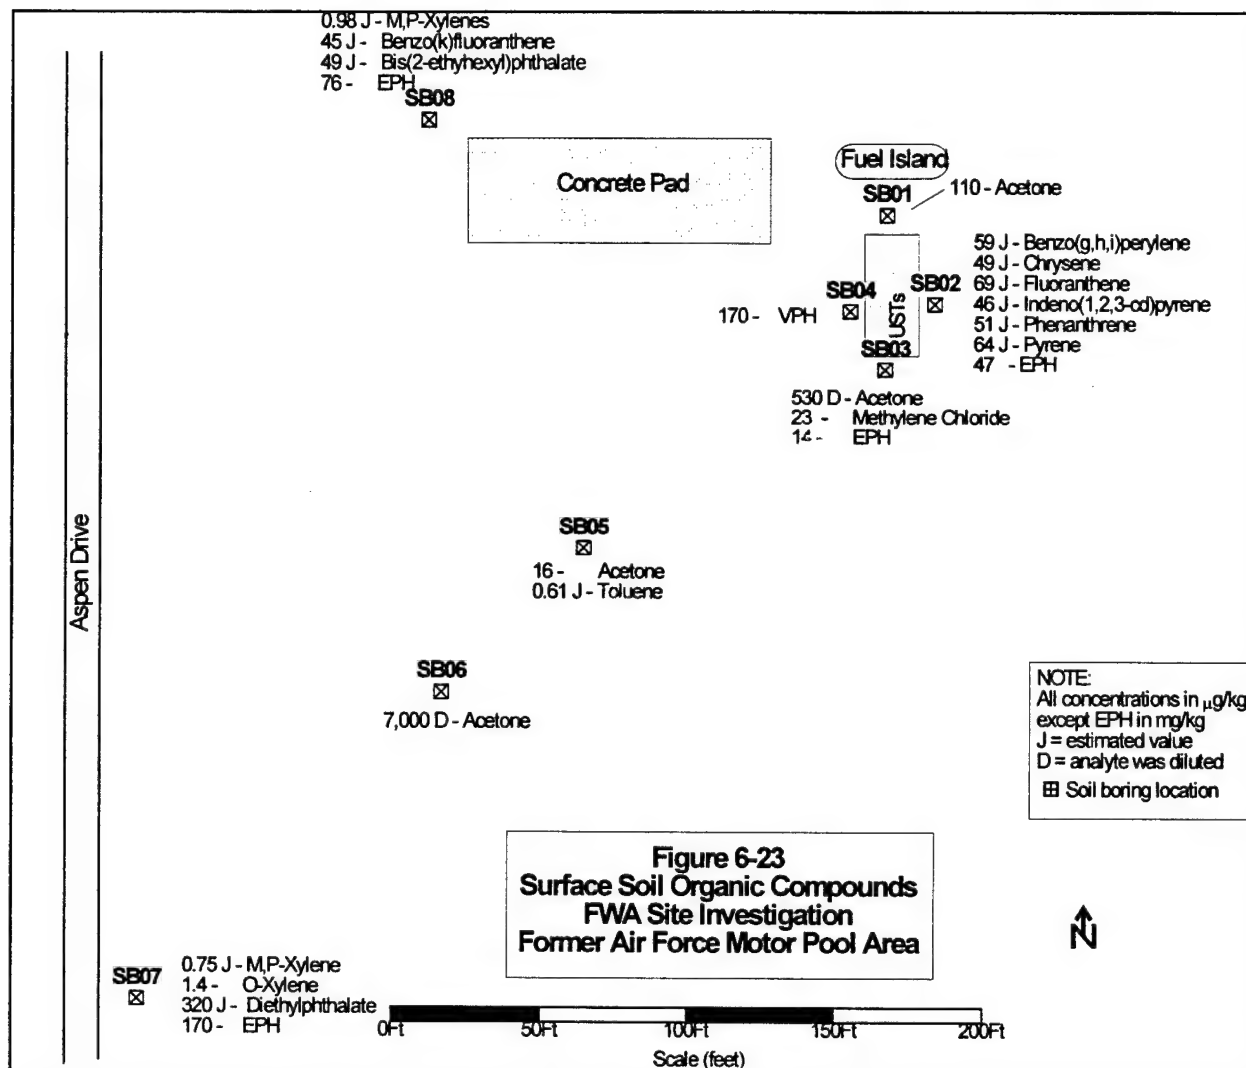 0.98 J - M,P-Xylenes
45 J - Benzo(k)fluoranthene
49 J - Bis(2-ethyhexyl)phthalate
76 - EPH
SB08
Concrete Pad
Fuel Island
SB01
110 - Acetone
59 J - Benzo(g,h,i)perylene
49 J - Chrysene
69 J - Fluoranthene
46 J - Indeno(1,2,3-cd)pyrene
51 J - Phenanthrene
64 J - Pyrene
47 - EPH
SB02
SB04
170 - VPH
USTs
SB03
530 D - Acetone
23 - Methylene Chloride
14 - EPH
Aspen Drive
SB05
16 - Acetone
0.61 J - Toluene
SB06
7,000 D - Acetone
NOTE:
All concentrations in µg/kg
except EPH in mg/kg
J = estimated value
D = analyte was diluted
Soil boring location
Figure 6-23
Surface Soil Organic Compounds
FWA Site Investigation
Former Air Force Motor Pool Area
N
SB07
0.75 J - M,P-Xylene
1.4 - O-Xylene
320 J - Diethylphthalate
170 - EPH
0Ft 50Ft 100Ft 150Ft 200Ft
Scale (feet)